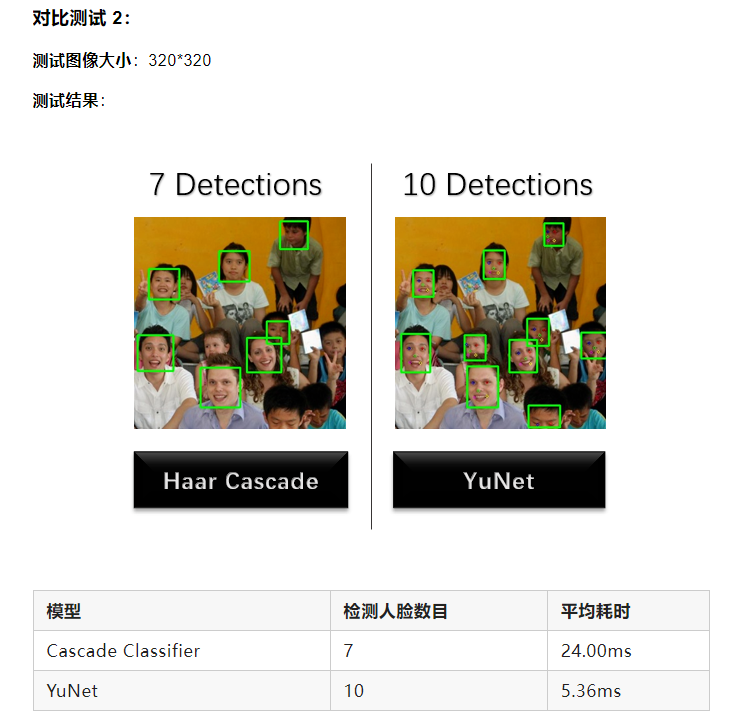 对比测试 2：
测试图像大小：320*320
测试结果：
7 Detections
10 Detections
Haar Cascade
YuNet
模型 检测人脸数目 平均耗时
Cascade Classifier 7 24.00ms
YuNet 10 5.36ms